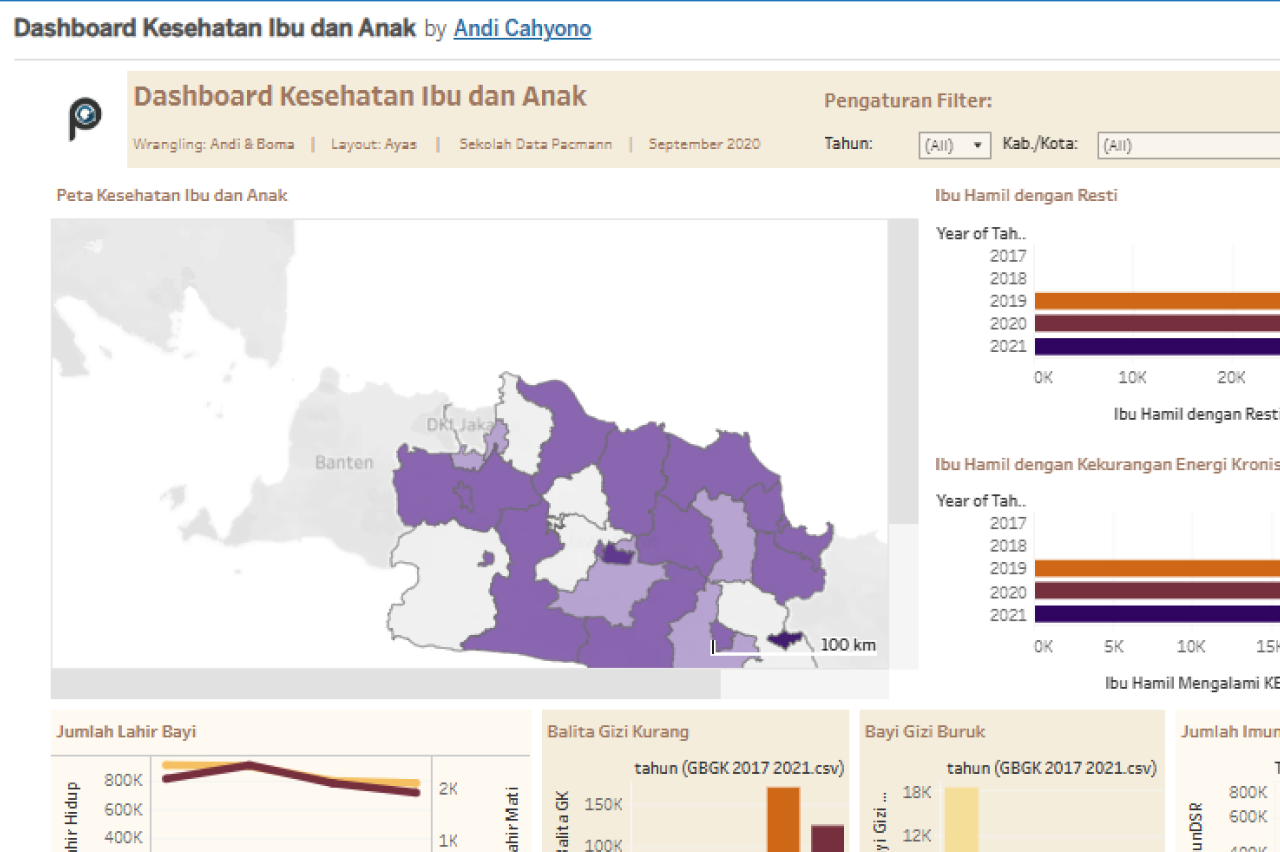 Dashboard Kesehatan Ibu dan Anak by Andi Cahyono
Dashboard Kesehatan Ibu dan Anak
Wrangling: Andi & Boma | Layout: Ayas | Sekolah Data Pacmann | September 2020
Pengaturan Filter:
Tahun: (All) Kab./Kota: (All)
Peta Kesehatan Ibu dan Anak
DKI Jaka
Banten
100 km
Ibu Hamil dengan Resti
Year of Tah..
2017
2018
2019
2020
2021
0K 10K 20K
Ibu Hamil dengan Resti
Ibu Hamil dengan Kekurangan Energi Kronis
Year of Tah..
2017
2018
2019
2020
2021
0K 5K 10K 15K
Ibu Hamil Mengalami KE
Jumlah Lahir Bayi
800K
600K
400K
ahir Hidup
2K
1K
ahir Mati
Balita Gizi Kurang
tahun (GBGK 2017 2021.csv)
Balita GK
150K
100K
Bayi Gizi Buruk
tahun (GBGK 2017 2021.csv)
yi Gizi ...
18K
12K
Jumlah Imun
T
unDSR
800K
600K
400K